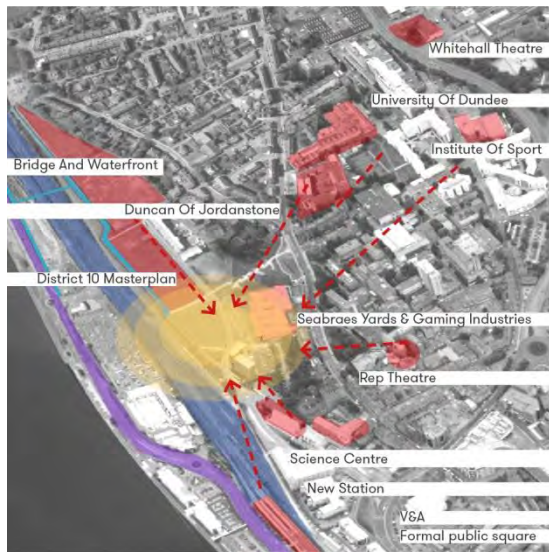 Whitehall Theatre
University Of Dundee
Institute Of Sport
Bridge And Waterfront
Duncan Of Jordanstone
District 10 Masterplan
Seabraes Yards & Gaming Industries
Rep Theatre
Science Centre
New Station
V&A
Formal public square